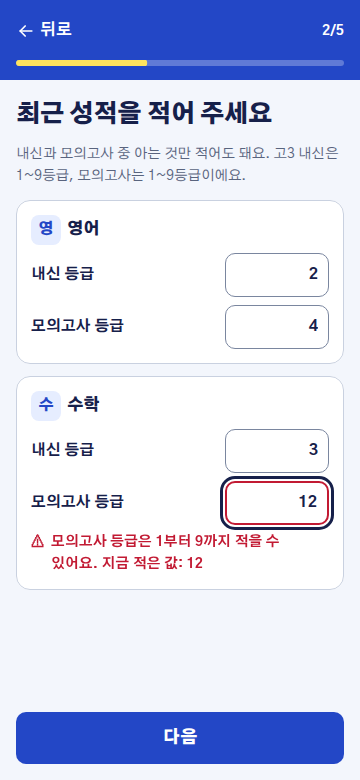 ← 뒤로
2/5
최근 성적을 적어 주세요
내신과 모의고사 중 아는 것만 적어도 돼요. 고3 내신은
1~9등급, 모의고사는 1~9등급이에요.
영 영어
내신 등급 2
모의고사 등급 4
수 수학
내신 등급 3
모의고사 등급 12
⚠ 모의고사 등급은 1부터 9까지 적을 수
있어요. 지금 적은 값: 12
다음